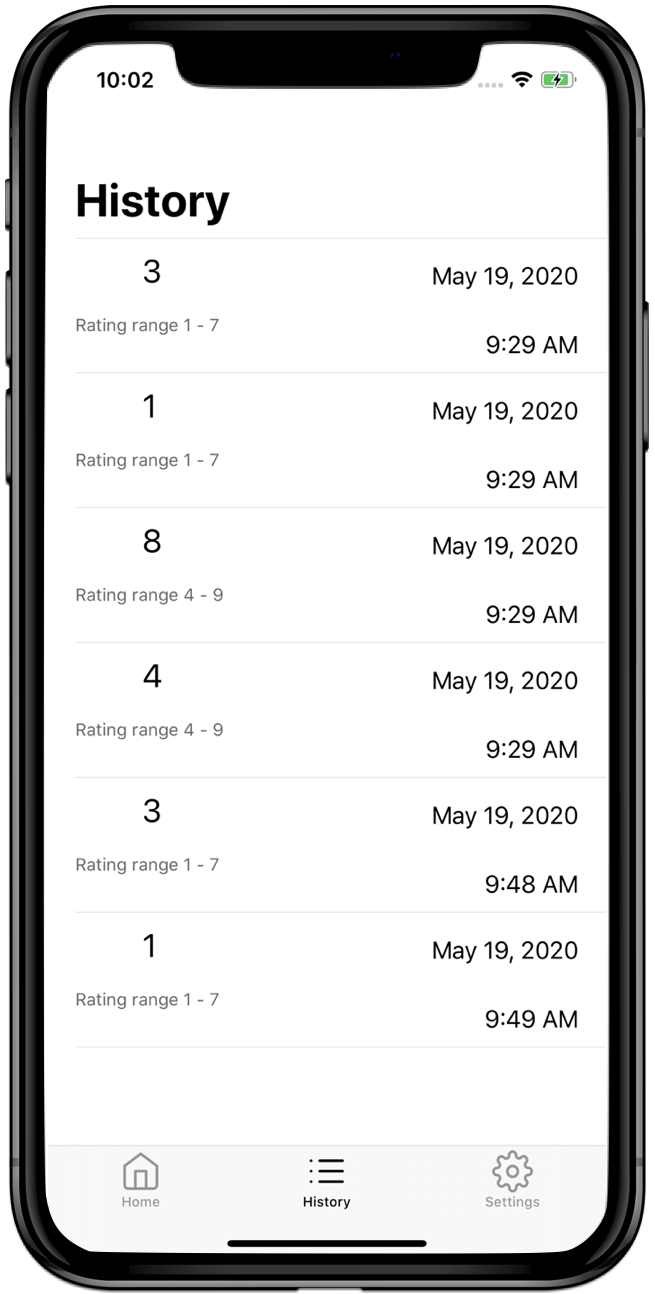 10:02
History
3
May 19, 2020
Rating range 1 - 7
9:29 AM
1
May 19, 2020
Rating range 1 - 7
9:29 AM
8
May 19, 2020
Rating range 4 - 9
9:29 AM
4
May 19, 2020
Rating range 4 - 9
9:29 AM
3
May 19, 2020
Rating range 1 - 7
9:48 AM
1
May 19, 2020
Rating range 1 - 7
9:49 AM
Home
History
Settings